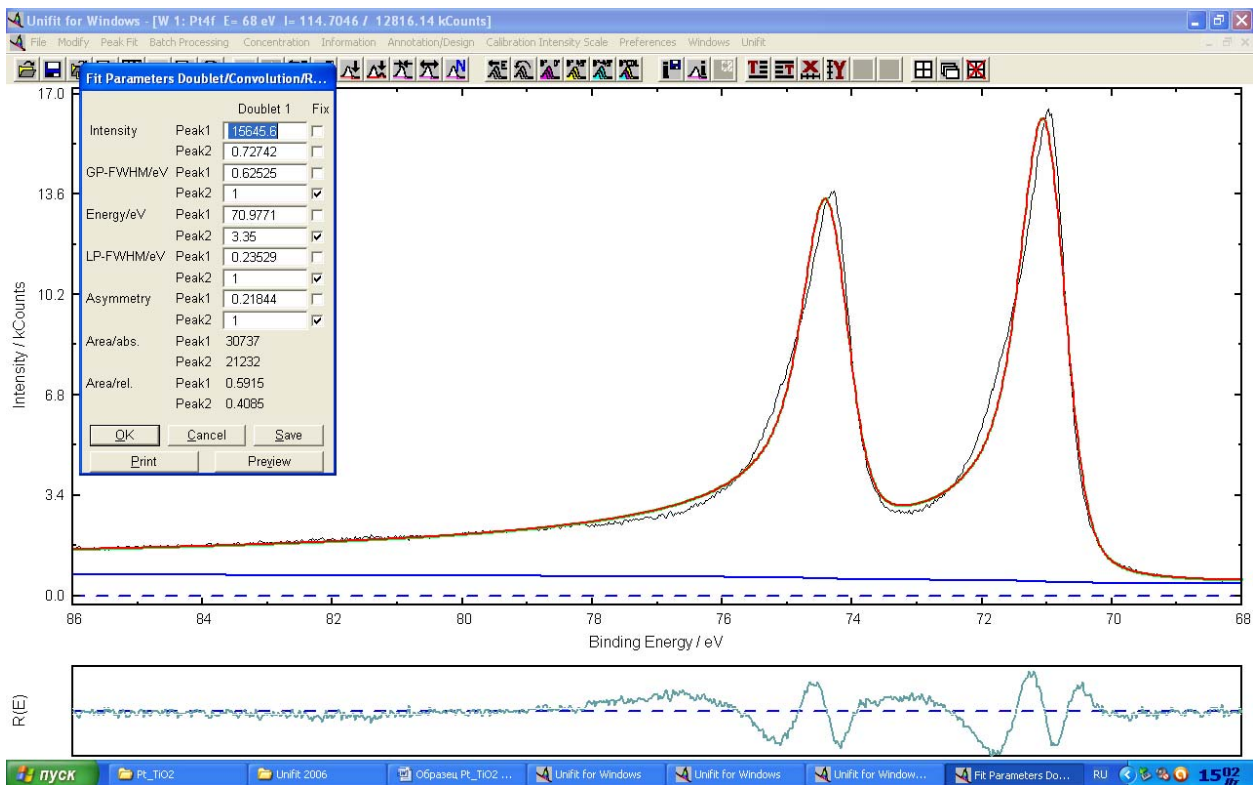 Unifit for Windows - [W 1: Pt4f E= 68 eV I= 114.7046 / 12816.14 kCounts]
File Modify Peak Fit Batch Processing Concentration Information Annotation/Design Calibration Intensity Scale Preferences Windows Unifit
Fit Parameters Doublet/Convolution/R...
Doublet 1 Fix
Intensity Peak1 15645.6
Peak2 0.72742
GP-FWHM/eV Peak1 0.62525
Peak2 1
Energy/eV Peak1 70.9771
Peak2 3.35
LP-FWHM/eV Peak1 0.23529
Peak2 1
Asymmetry Peak1 0.21844
Peak2 1
Area/abs. Peak1 30737
Peak2 21232
Area/rel. Peak1 0.5915
Peak2 0.4085
OK Cancel Save
Print Preview
17.0
13.6
10.2
6.8
3.4
0.0
Intensity / kCounts
86 84 82 80 78 76 74 72 70 68
Binding Energy / eV
R(E)
пуск Pt_TiO2 Unifit 2006 Образец Pt_TiO2 ... Unifit for Windows Unifit for Windows Unifit for Window... Fit Parameters Do... RU 1502